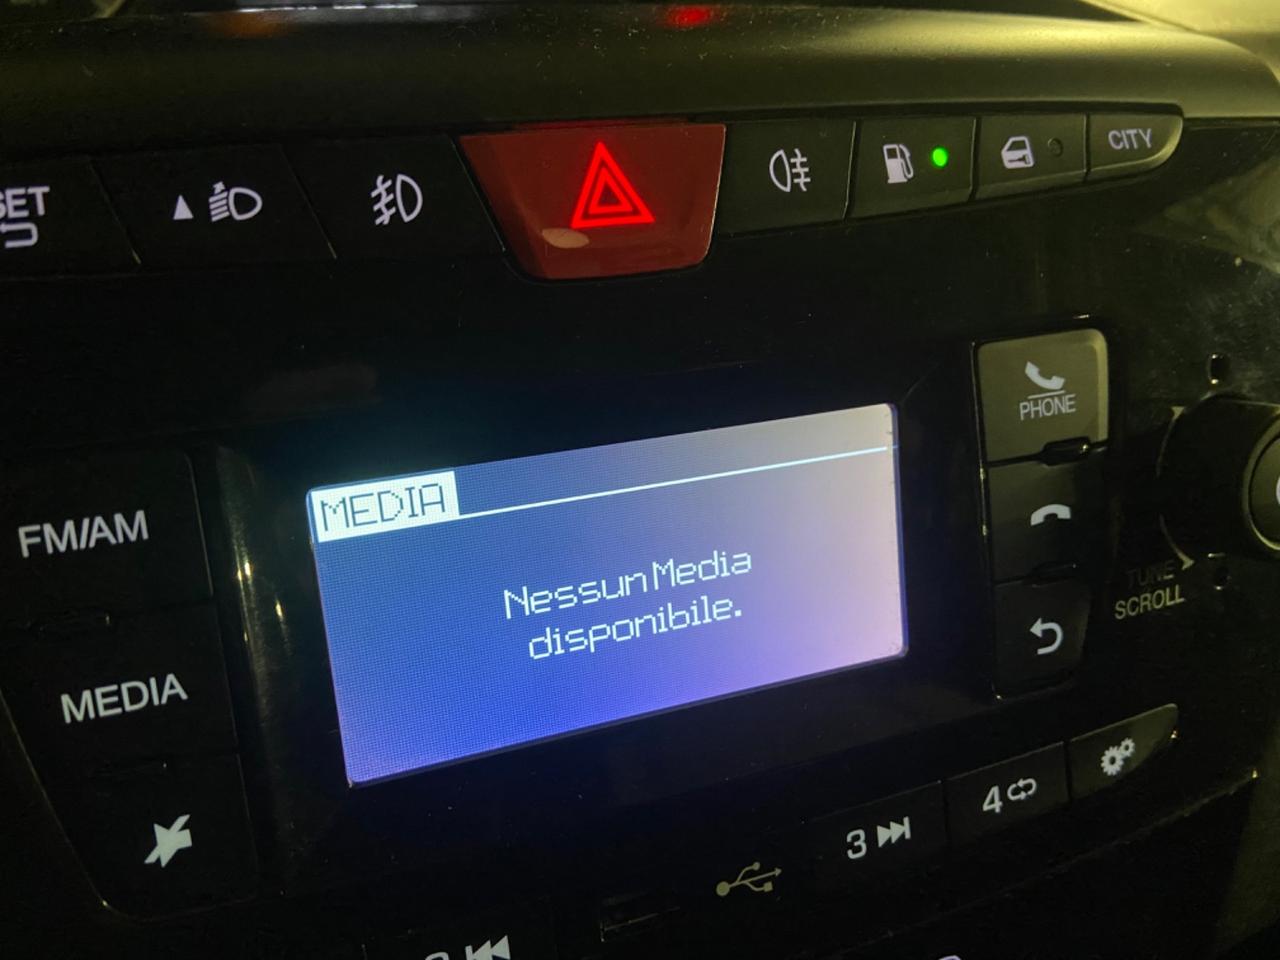 SET
CITY
PHONE
FM/AM
MEDIA
Nessun Media
disponibile.
TUNE
SCROLL
MEDIA
3
4